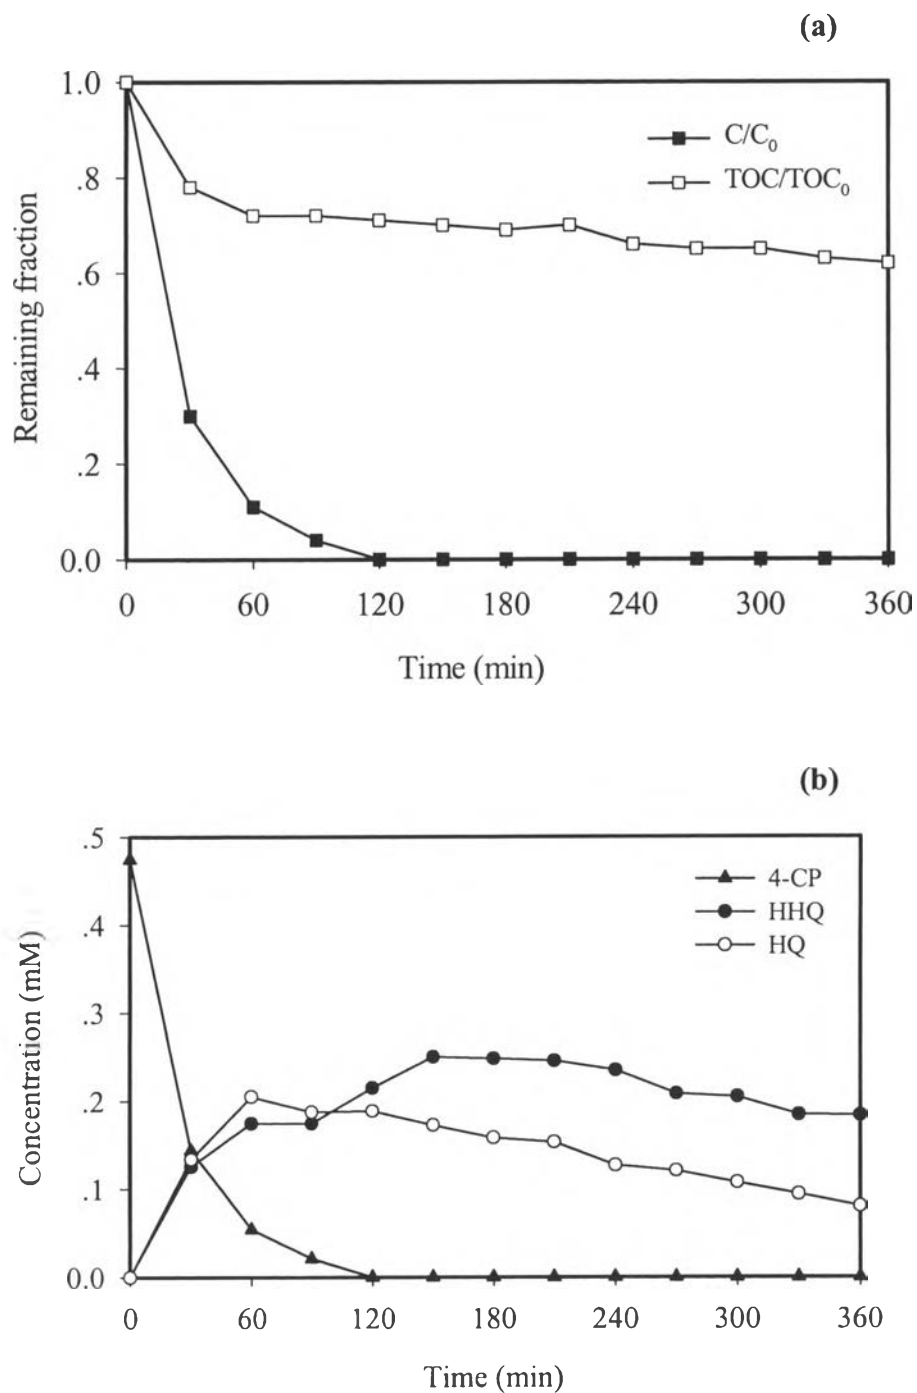 (a)
1.0
.8
.6
.4
.2
0.0
Remaining fraction
C/C₀
TOC/TOC₀
0 60 120 180 240 300 360
Time (min)
(b)
.5
.4
.3
.2
.1
0.0
Concentration (mM)
4-CP
HHQ
HQ
0 60 120 180 240 300 360
Time (min)